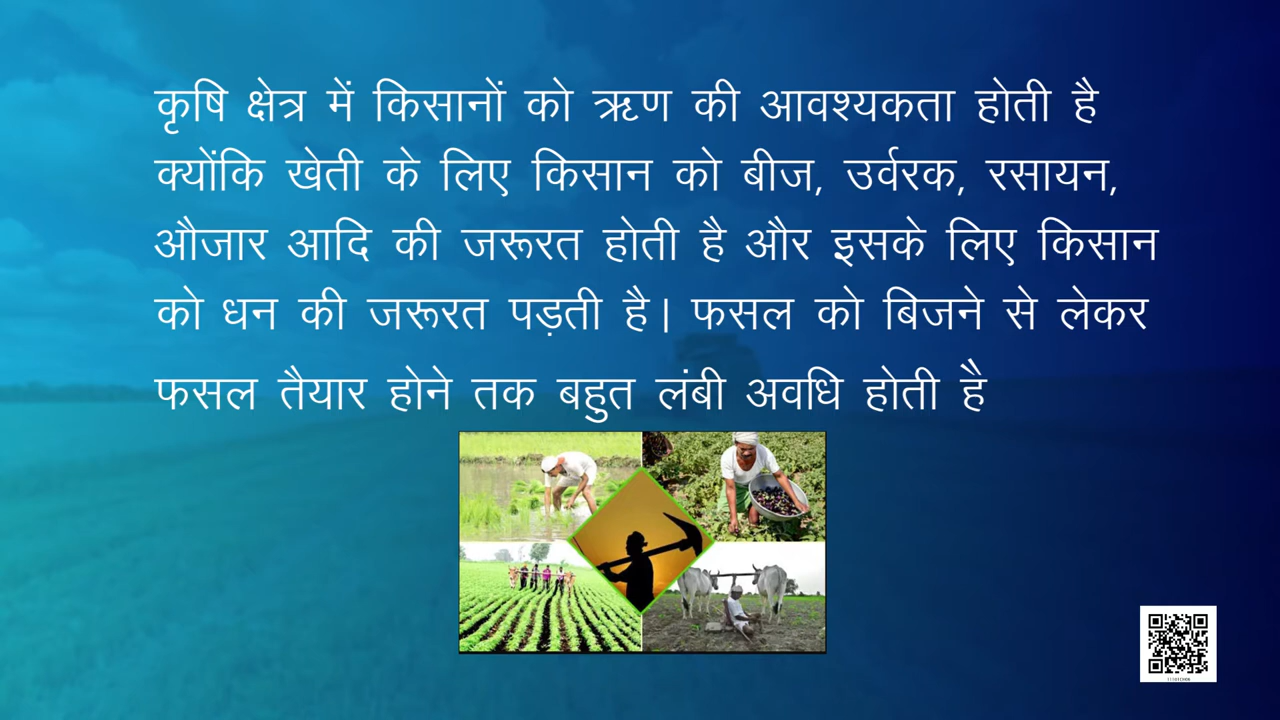 कृषि क्षेत्र में किसानों को ऋण की आवश्यकता होती है
क्योंकि खेती के लिए किसान को बीज, उर्वरक, रसायन,
औजार आदि की जरूरत होती है और इसके लिए किसान
को धन की जरूरत पड़ती है। फसल को बिजने से लेकर
फसल तैयार होने तक बहुत लंबी अवधि होती है